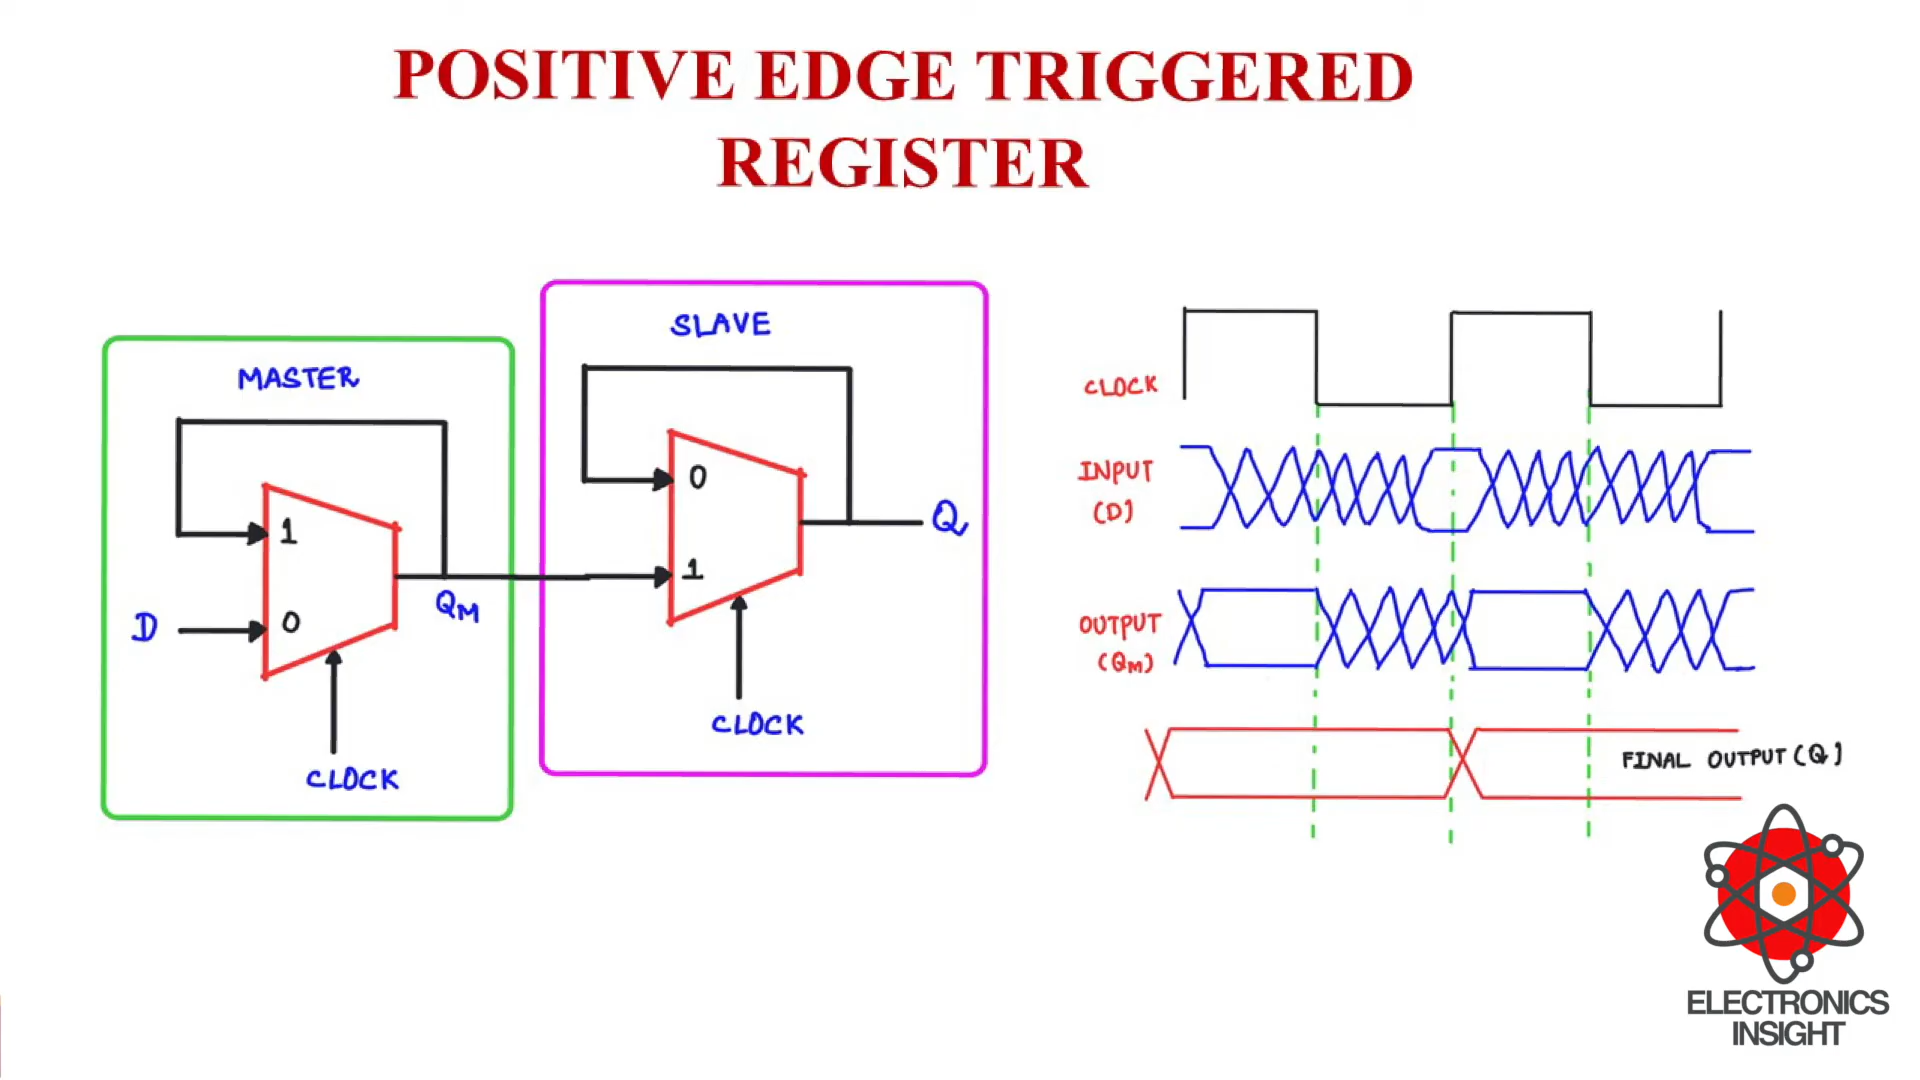 POSITIVE EDGE TRIGGERED
REGISTER
MASTER
1
D
0
QM
CLOCK
SLAVE
0
Q
1
CLOCK
CLOCK
INPUT
(D)
OUTPUT
(QM)
FINAL OUTPUT (Q)
ELECTRONICS
INSIGHT